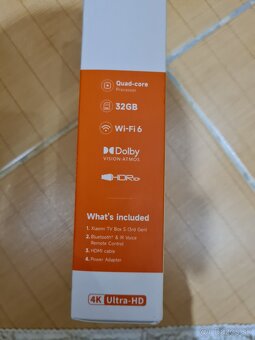 Quad-core
Processor
32GB
Wi-Fi 6
Dolby
VISION·ATMOS
HDR10+
What's included
1. Xiaomi TV Box S (3rd Gen)
2. Bluetooth® & IR Voice
Remote Control
3. HDMI cable
4. Power Adapter
4K Ultra-HD